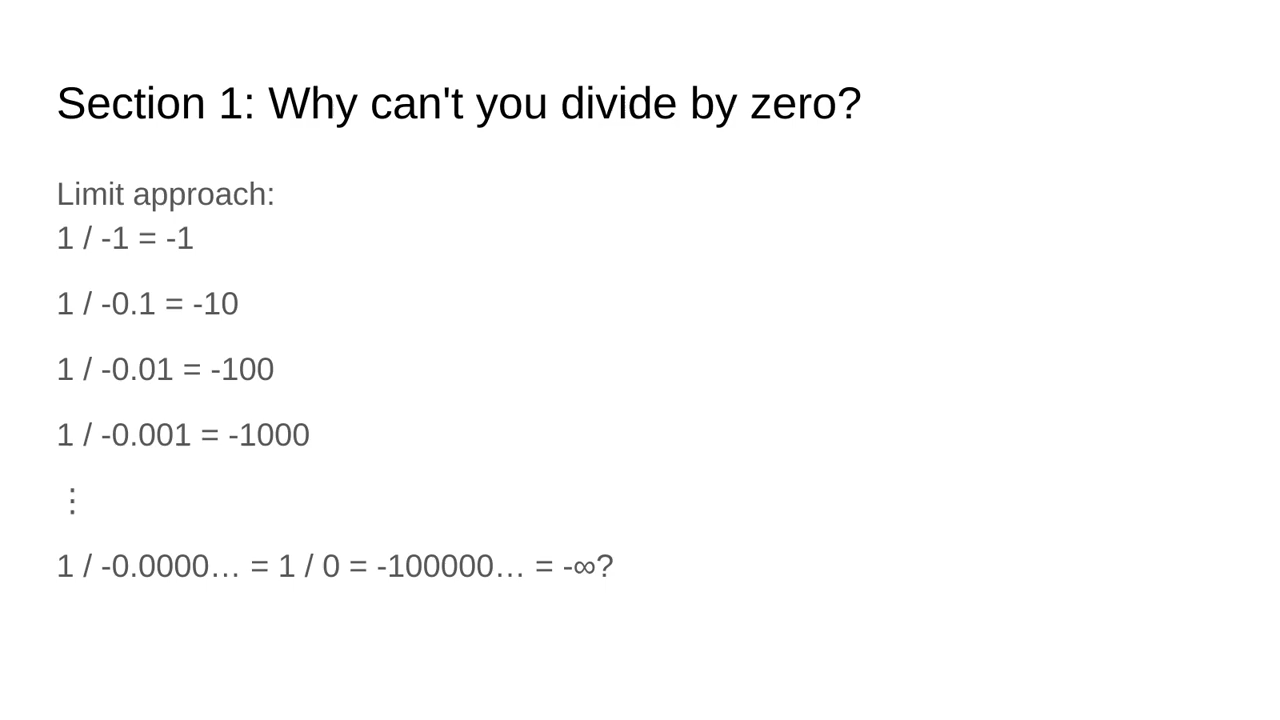 Section 1: Why can't you divide by zero?
Limit approach:
1 / -1 = -1
1 / -0.1 = -10
1 / -0.01 = -100
1 / -0.001 = -1000
⋮
1 / -0.0000… = 1 / 0 = -100000… = -∞?